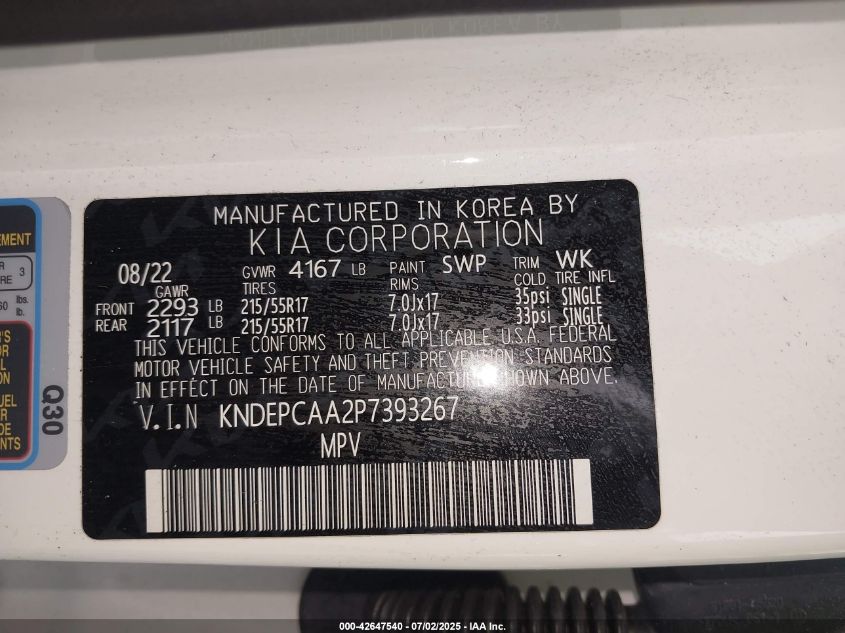 MANUFACTURED IN KOREA BY
KIA CORPORATION
08/22 GVWR 4167 LB PAINT SWP TRIM WK
GAWR TIRES RIMS COLD TIRE INFL
FRONT 2293 LB 215/55R17 7.0Jx17 35psi SINGLE
REAR 2117 LB 215/55R17 7.0Jx17 33psi SINGLE
THIS VEHICLE CONFORMS TO ALL APPLICABLE U.S.A. FEDERAL
MOTOR VEHICLE SAFETY AND THEFT PREVENTION STANDARDS
IN EFFECT ON THE DATE OF MANUFACTURE SHOWN ABOVE.
V.I.N KNDEPCAA2P7393267
MPV
Q30
3
lbs.
lb.
000-42647540 - 07/02/2025 - IAA Inc.